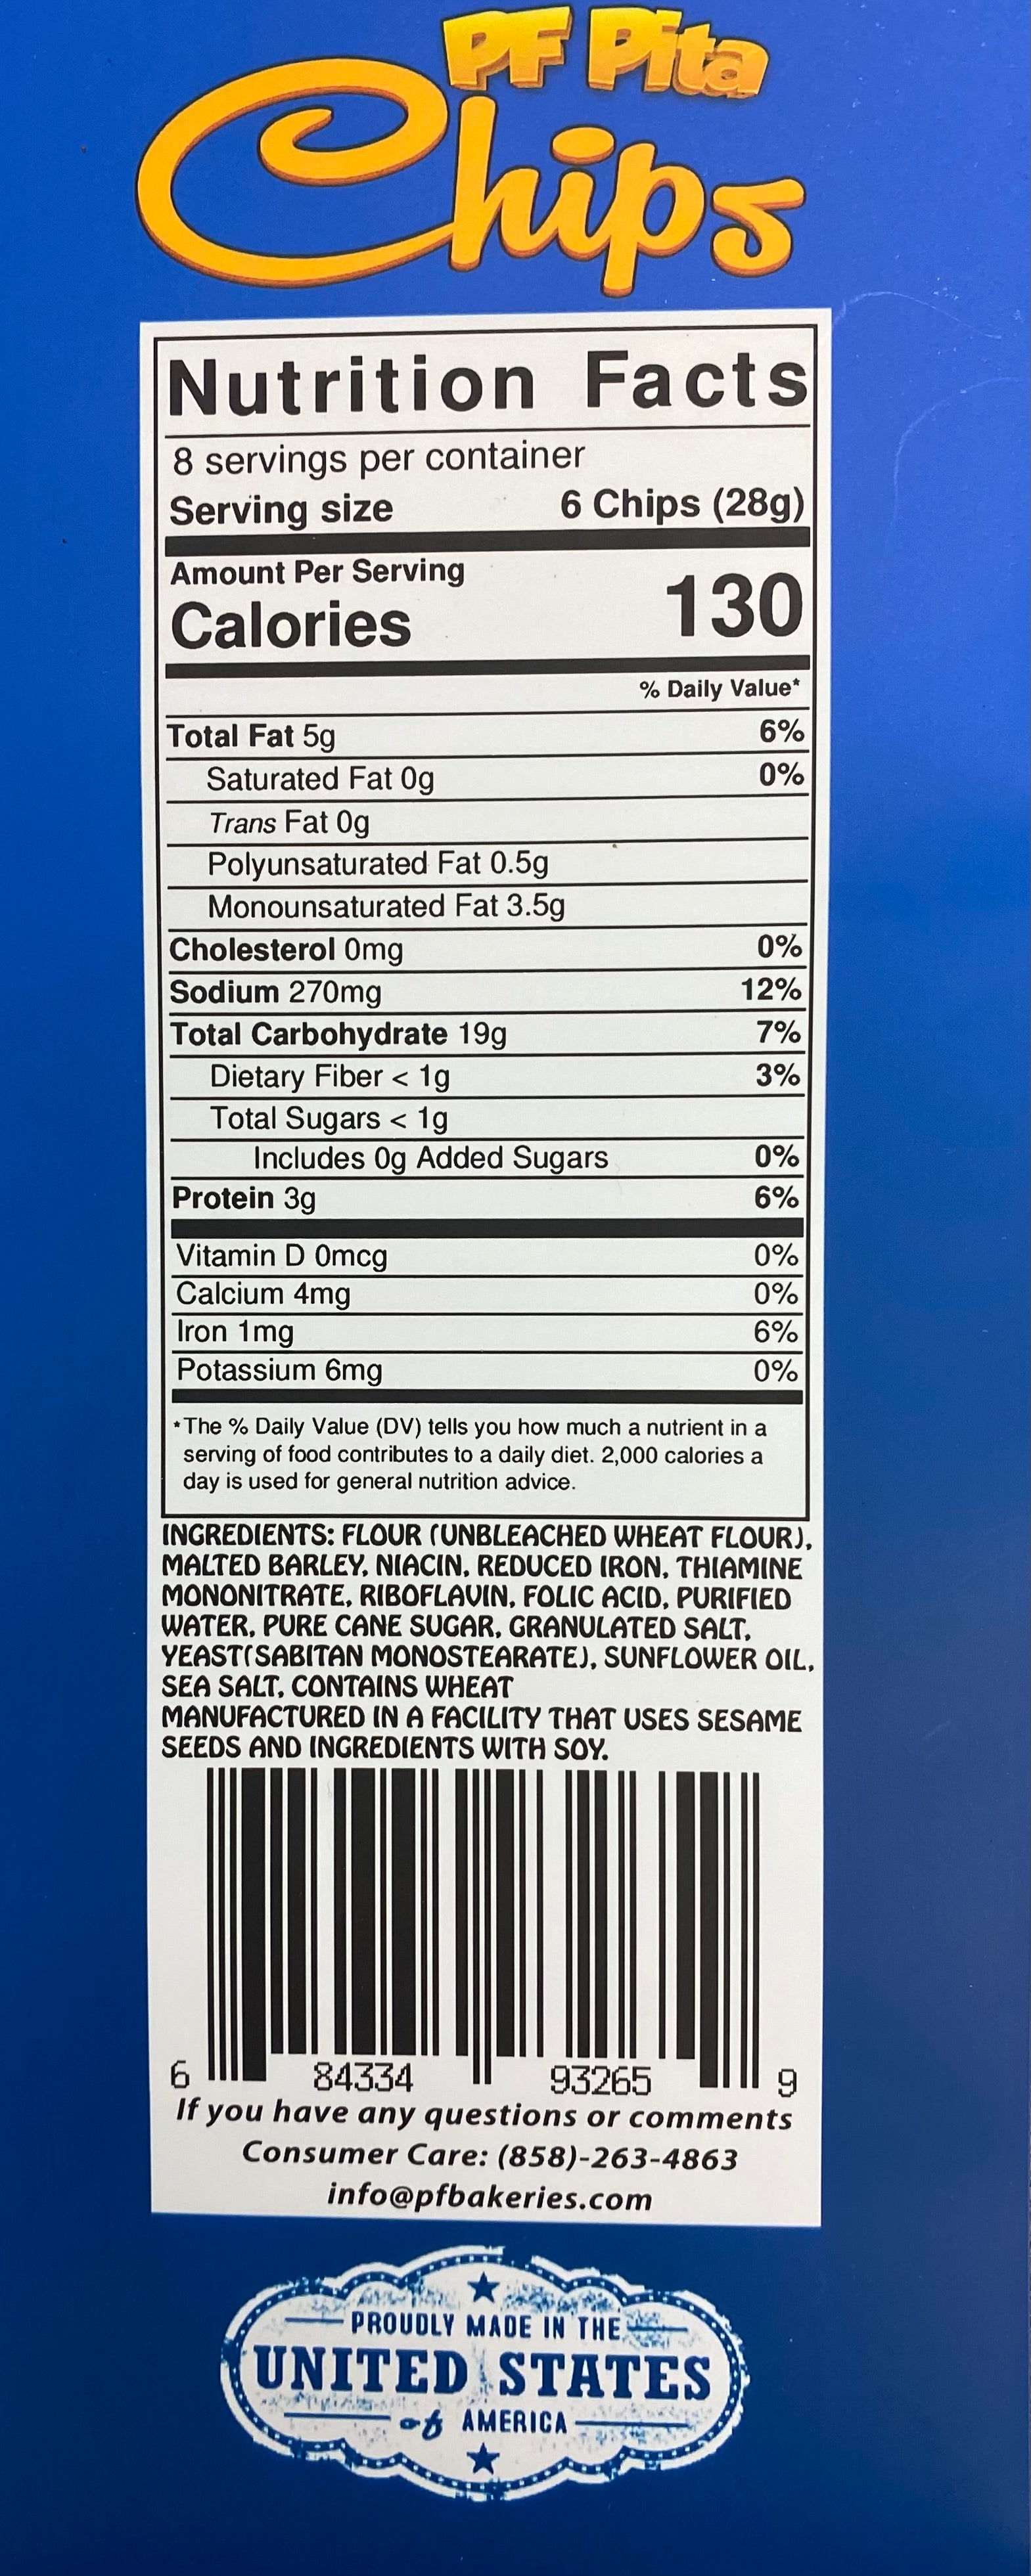 PF Pita
Chips
Nutrition Facts
8 servings per container
Serving size 6 Chips (28g)
Amount Per Serving
Calories 130
% Daily Value*
Total Fat 5g 6%
Saturated Fat 0g 0%
Trans Fat 0g
Polyunsaturated Fat 0.5g
Monounsaturated Fat 3.5g
Cholesterol 0mg 0%
Sodium 270mg 12%
Total Carbohydrate 19g 7%
Dietary Fiber < 1g 3%
Total Sugars < 1g
Includes 0g Added Sugars 0%
Protein 3g 6%
Vitamin D 0mcg 0%
Calcium 4mg 0%
Iron 1mg 6%
Potassium 6mg 0%
*The % Daily Value (DV) tells you how much a nutrient in a
serving of food contributes to a daily diet. 2,000 calories a
day is used for general nutrition advice.
INGREDIENTS: FLOUR (UNBLEACHED WHEAT FLOUR),
MALTED BARLEY, NIACIN, REDUCED IRON, THIAMINE
MONONITRATE, RIBOFLAVIN, FOLIC ACID, PURIFIED
WATER, PURE CANE SUGAR, GRANULATED SALT,
YEAST(SABITAN MONOSTEARATE), SUNFLOWER OIL,
SEA SALT, CONTAINS WHEAT
MANUFACTURED IN A FACILITY THAT USES SESAME
SEEDS AND INGREDIENTS WITH SOY.
6 84334 93265 9
If you have any questions or comments
Consumer Care: (858)-263-4863
info@pfbakeries.com
PROUDLY MADE IN THE
UNITED STATES
of AMERICA